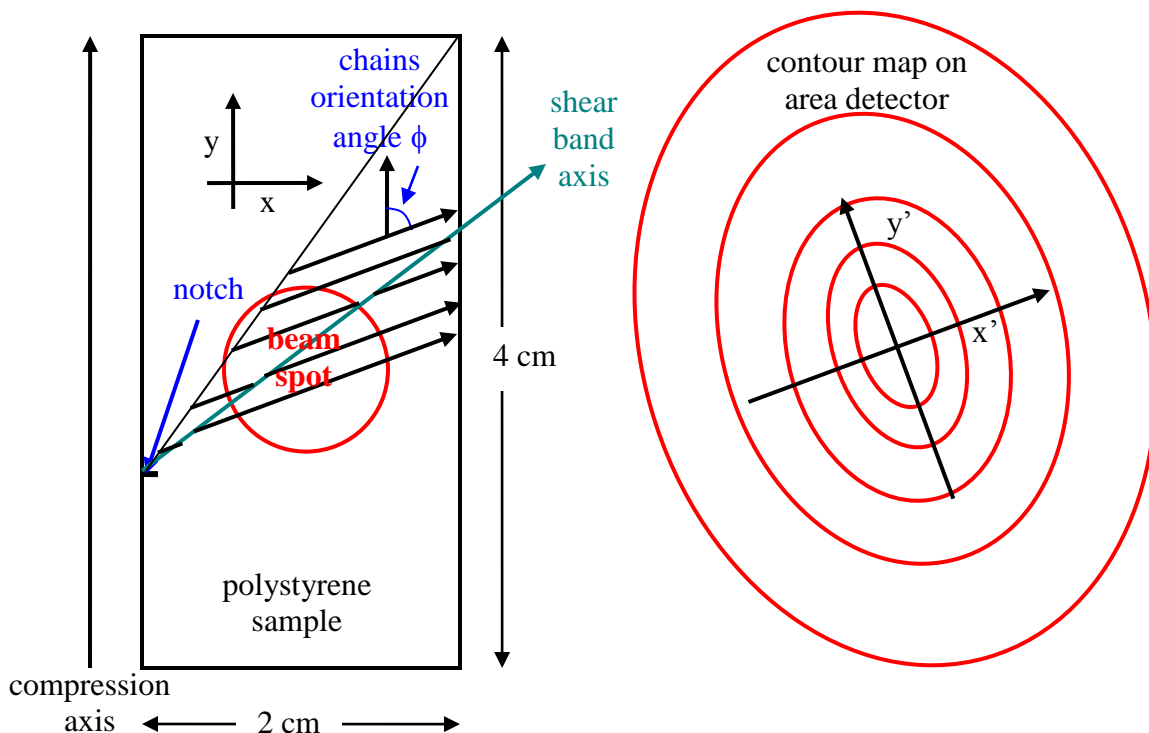 chains
orientation
angle ϕ
y
x
shear
band
axis
notch
beam
spot
4 cm
polystyrene
sample
compression
axis
2 cm
contour map on
area detector
y’
x’